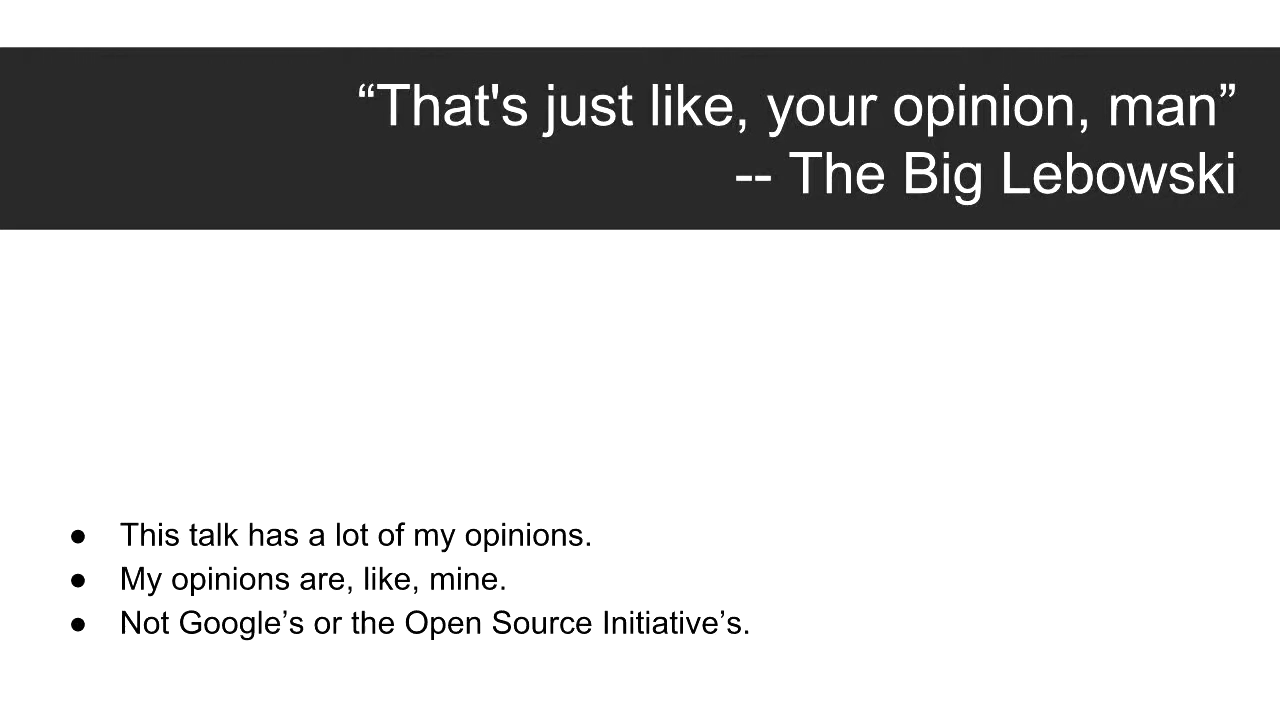 “That's just like, your opinion, man”
-- The Big Lebowski
● This talk has a lot of my opinions.
● My opinions are, like, mine.
● Not Google’s or the Open Source Initiative’s.